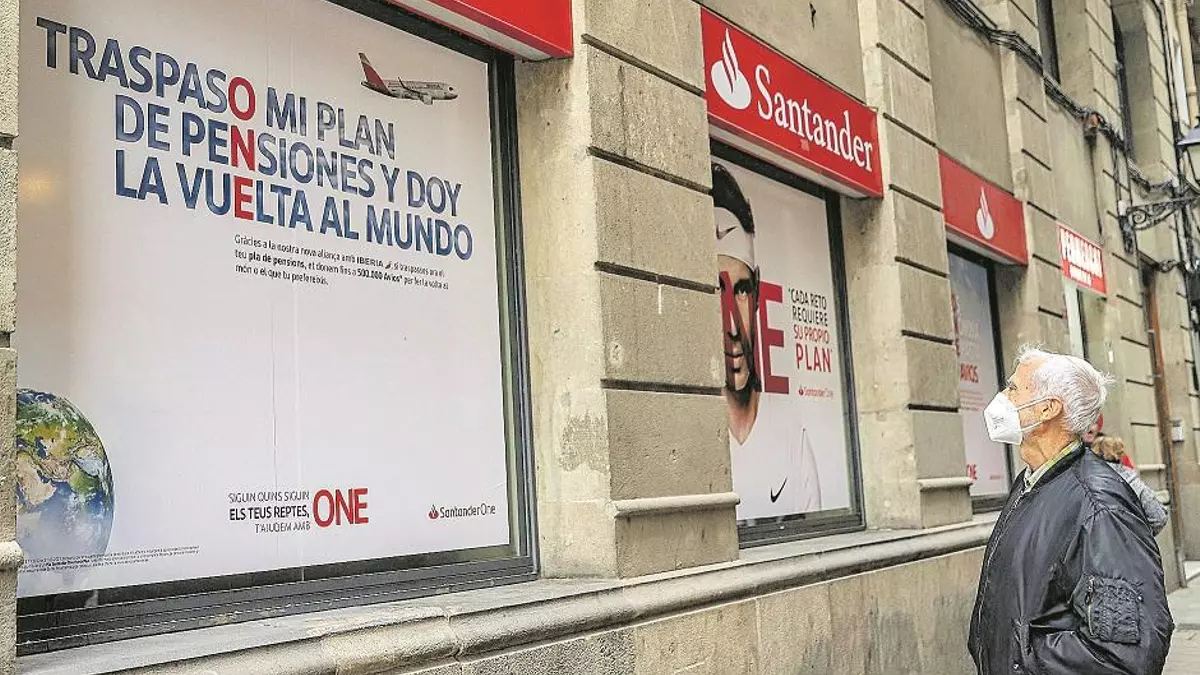 TRASPASO MI PLAN
DE PENSIONES Y DOY
LA VUELTA AL MUNDO
Gràcies a la nostra nova aliança amb IBERIA, si traspasses ara el
teu pla de pensions, et donem fins a 500.000 Avios* per fer la volta al
món o el que tu prefereixis.
SIGUIN QUINS SIGUIN
ELS TEUS REPTES,
T'AJUDEM AMB
ONE
SantanderOne
Santander
NE
"CADA RETO
REQUIERE
SU PROPIO
PLAN"
SantanderOne
AVIOS